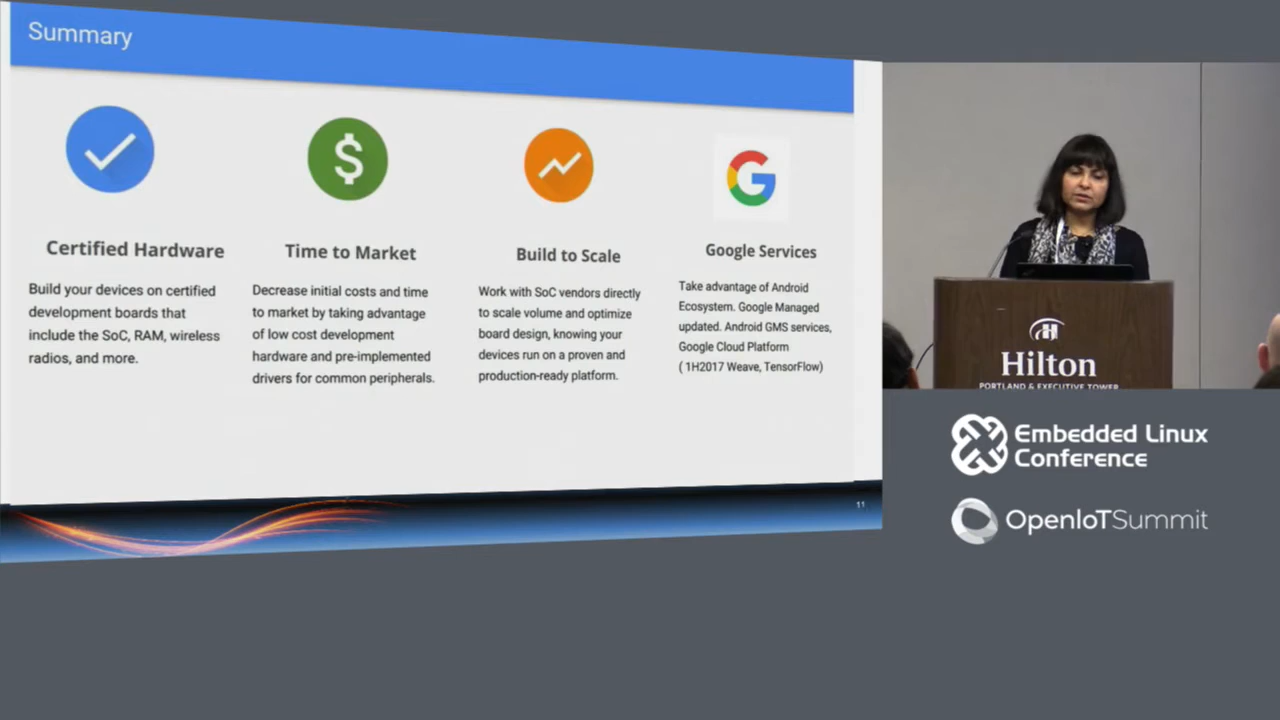 Summary
Certified Hardware
Build your devices on certified
development boards that
include the SoC, RAM, wireless
radios, and more.
Time to Market
Decrease initial costs and time
to market by taking advantage
of low cost development
hardware and pre-implemented
drivers for common peripherals.
Build to Scale
Work with SoC vendors directly
to scale volume and optimize
board design, knowing your
devices run on a proven and
production-ready platform.
Google Services
Take advantage of Android
Ecosystem. Google Managed
updated. Android GMS services,
Google Cloud Platform
( 1H2017 Weave, TensorFlow)
11
Hilton
PORTLAND & EXECUTIVE TOWER
Embedded Linux
Conference
OpenIoTSummit